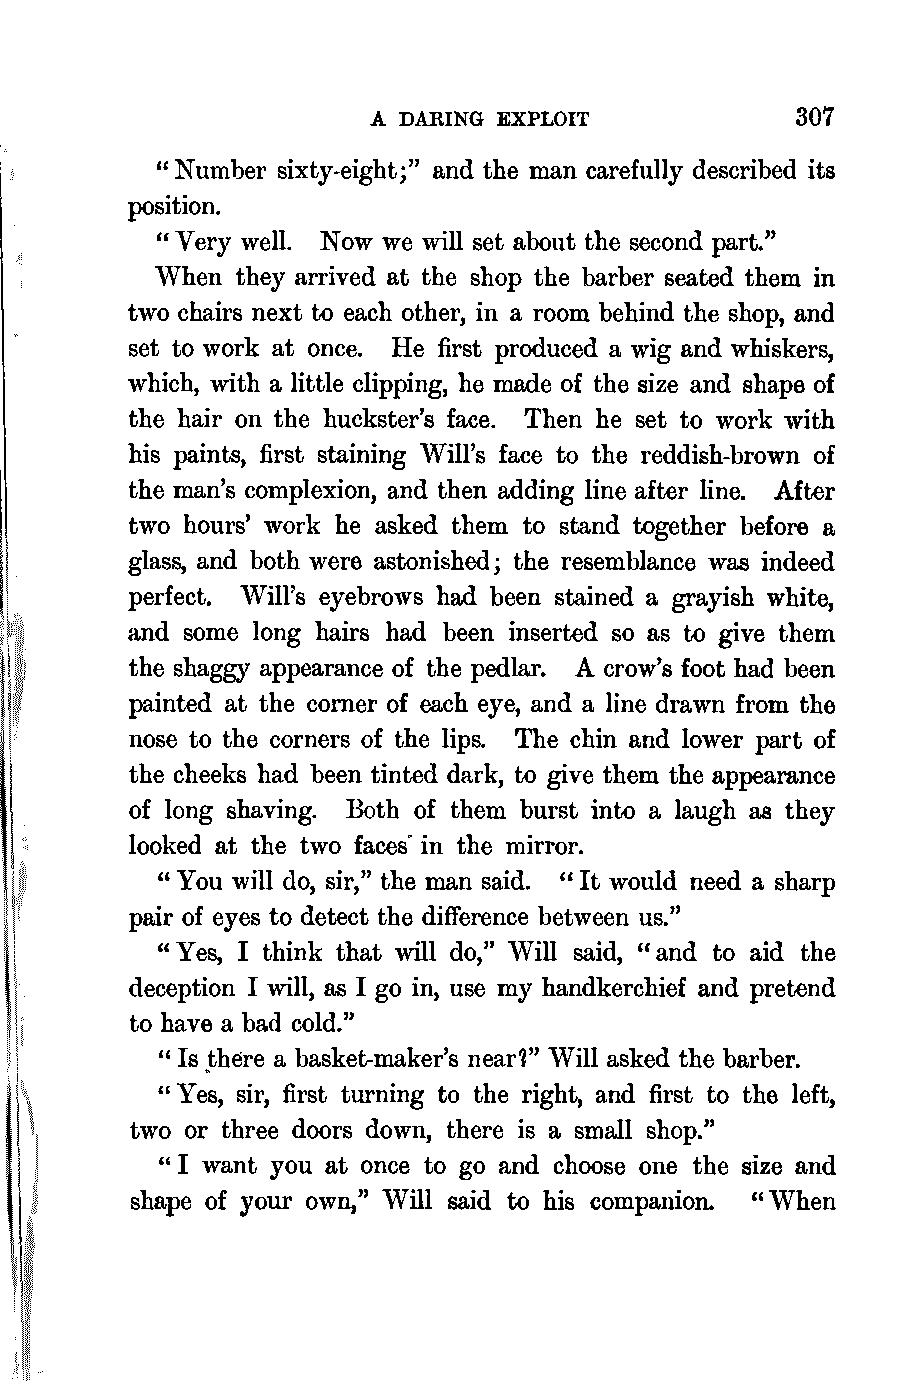 A DARING EXPLOIT 307
"Number sixty-eight;" and the man carefully described its
position.
"Very well. Now we will set about the second part."
When they arrived at the shop the barber seated them in
two chairs next to each other, in a room behind the shop, and
set to work at once. He first produced a wig and whiskers,
which, with a little clipping, he made of the size and shape of
the hair on the huckster's face. Then he set to work with
his paints, first staining Will's face to the reddish-brown of
the man's complexion, and then adding line after line. After
two hours' work he asked them to stand together before a
glass, and both were astonished; the resemblance was indeed
perfect. Will's eyebrows had been stained a grayish white,
and some long hairs had been inserted so as to give them
the shaggy appearance of the pedlar. A crow's foot had been
painted at the corner of each eye, and a line drawn from the
nose to the corners of the lips. The chin and lower part of
the cheeks had been tinted dark, to give them the appearance
of long shaving. Both of them burst into a laugh as they
looked at the two faces in the mirror.
"You will do, sir," the man said. "It would need a sharp
pair of eyes to detect the difference between us."
"Yes, I think that will do," Will said, "and to aid the
deception I will, as I go in, use my handkerchief and pretend
to have a bad cold."
"Is there a basket-maker's near?" Will asked the barber.
"Yes, sir, first turning to the right, and first to the left,
two or three doors down, there is a small shop."
"I want you at once to go and choose one the size and
shape of your own," Will said to his companion. "When